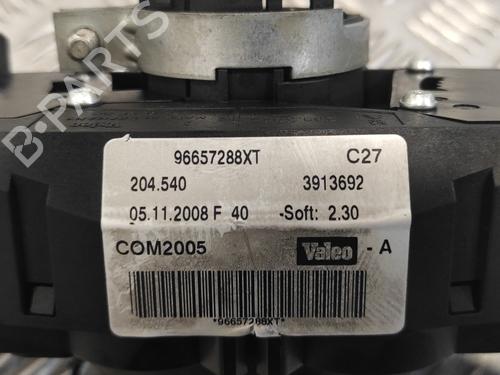 96657288XT C27
204.540 3913692
05.11.2008 F 40 -Soft: 2.30
COM2005 Valeo - A
*96657288XT*
B-PARTS